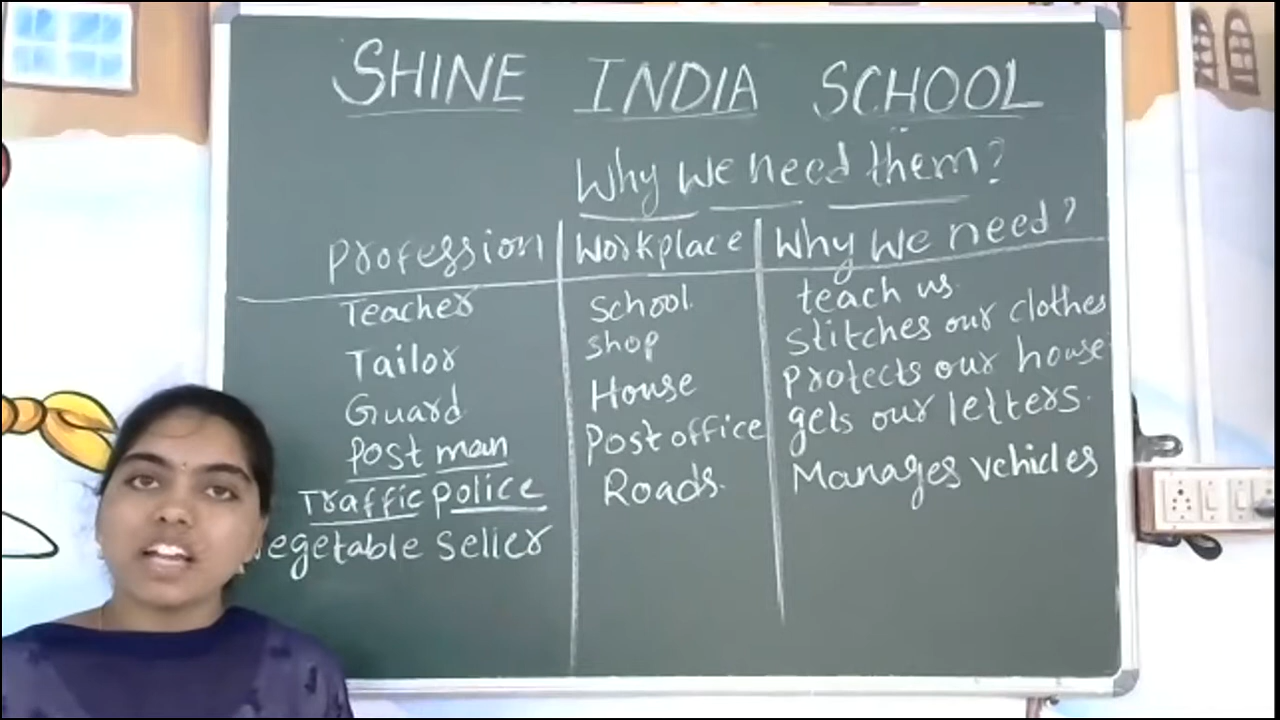 SHINE INDIA SCHOOL
Why we need them?
Profession Workplace Why we need?
Teacher School teach us.
Tailor Shop stitches our clothes
Guard House Protects our house.
Post man Post office gets our letters.
Traffic police Roads. Manages vehicles
egetable seller